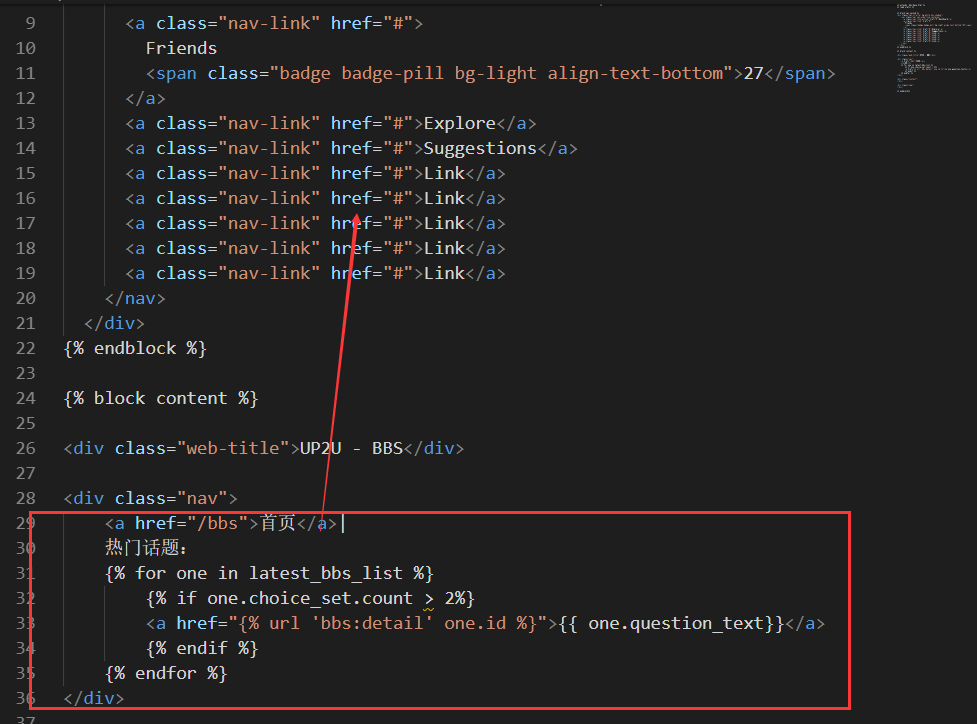 9 <a class="nav-link" href="#">
10 Friends
11 <span class="badge badge-pill bg-light align-text-bottom">27</span>
12 </a>
13 <a class="nav-link" href="#">Explore</a>
14 <a class="nav-link" href="#">Suggestions</a>
15 <a class="nav-link" href="#">Link</a>
16 <a class="nav-link" href="#">Link</a>
17 <a class="nav-link" href="#">Link</a>
18 <a class="nav-link" href="#">Link</a>
19 <a class="nav-link" href="#">Link</a>
20 </nav>
21 </div>
22 {% endblock %}
23
24 {% block content %}
25
26 <div class="web-title">UP2U - BBS</div>
27
28 <div class="nav">
29 <a href="/bbs">首页</a>
30 热门话题：
31 {% for one in latest_bbs_list %}
32 {% if one.choice_set.count > 2%}
33 <a href="{% url 'bbs:detail' one.id %}">{{ one.question_text}}</a>
34 {% endif %}
35 {% endfor %}
36 </div>
37